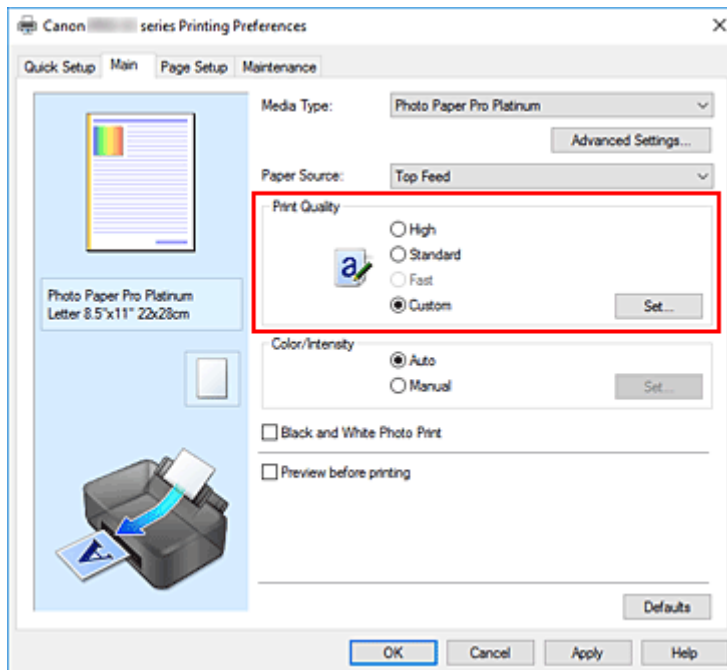 Canon series Printing Preferences
Quick Setup Main Page Setup Maintenance
Media Type: Photo Paper Pro Platinum
Advanced Settings...
Paper Source: Top Feed
Print Quality
High
Standard
Fast
Custom Set...
Photo Paper Pro Platinum
Letter 8.5"x11" 22x28cm
Color/Intensity
Auto
Manual Set...
Black and White Photo Print
Preview before printing
Defaults
OK Cancel Apply Help